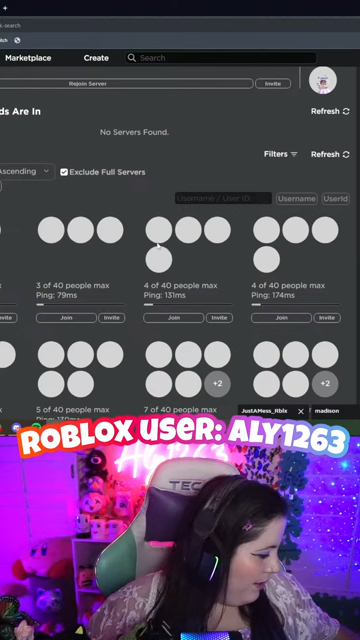 -search
Marketplace
Create
Search
Rejoin Server
Invite
ds Are In
Refresh
No Servers Found.
Filters
Refresh
Ascending
Exclude Full Servers
Username / User ID
Username
UserId
3 of 40 people max
Ping: 79ms
Join
Invite
4 of 40 people max
Ping: 131ms
Join
Invite
4 of 40 people max
Ping: 174ms
Join
Invite
+2
+2
5 of 40 people max
7 of 40 people max
JustAMess_Rblx
madison
ROBLOX USER: ALY1263
TEC